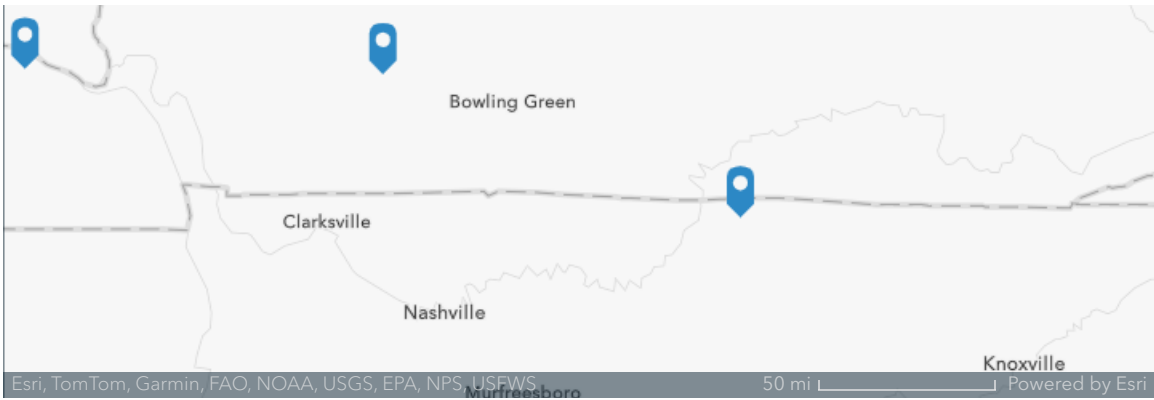 Bowling Green
Clarksville
Nashville
Knoxville
Murfreesboro
Esri, TomTom, Garmin, FAO, NOAA, USGS, EPA, NPS, USFWS
50 mi
Powered by Esri